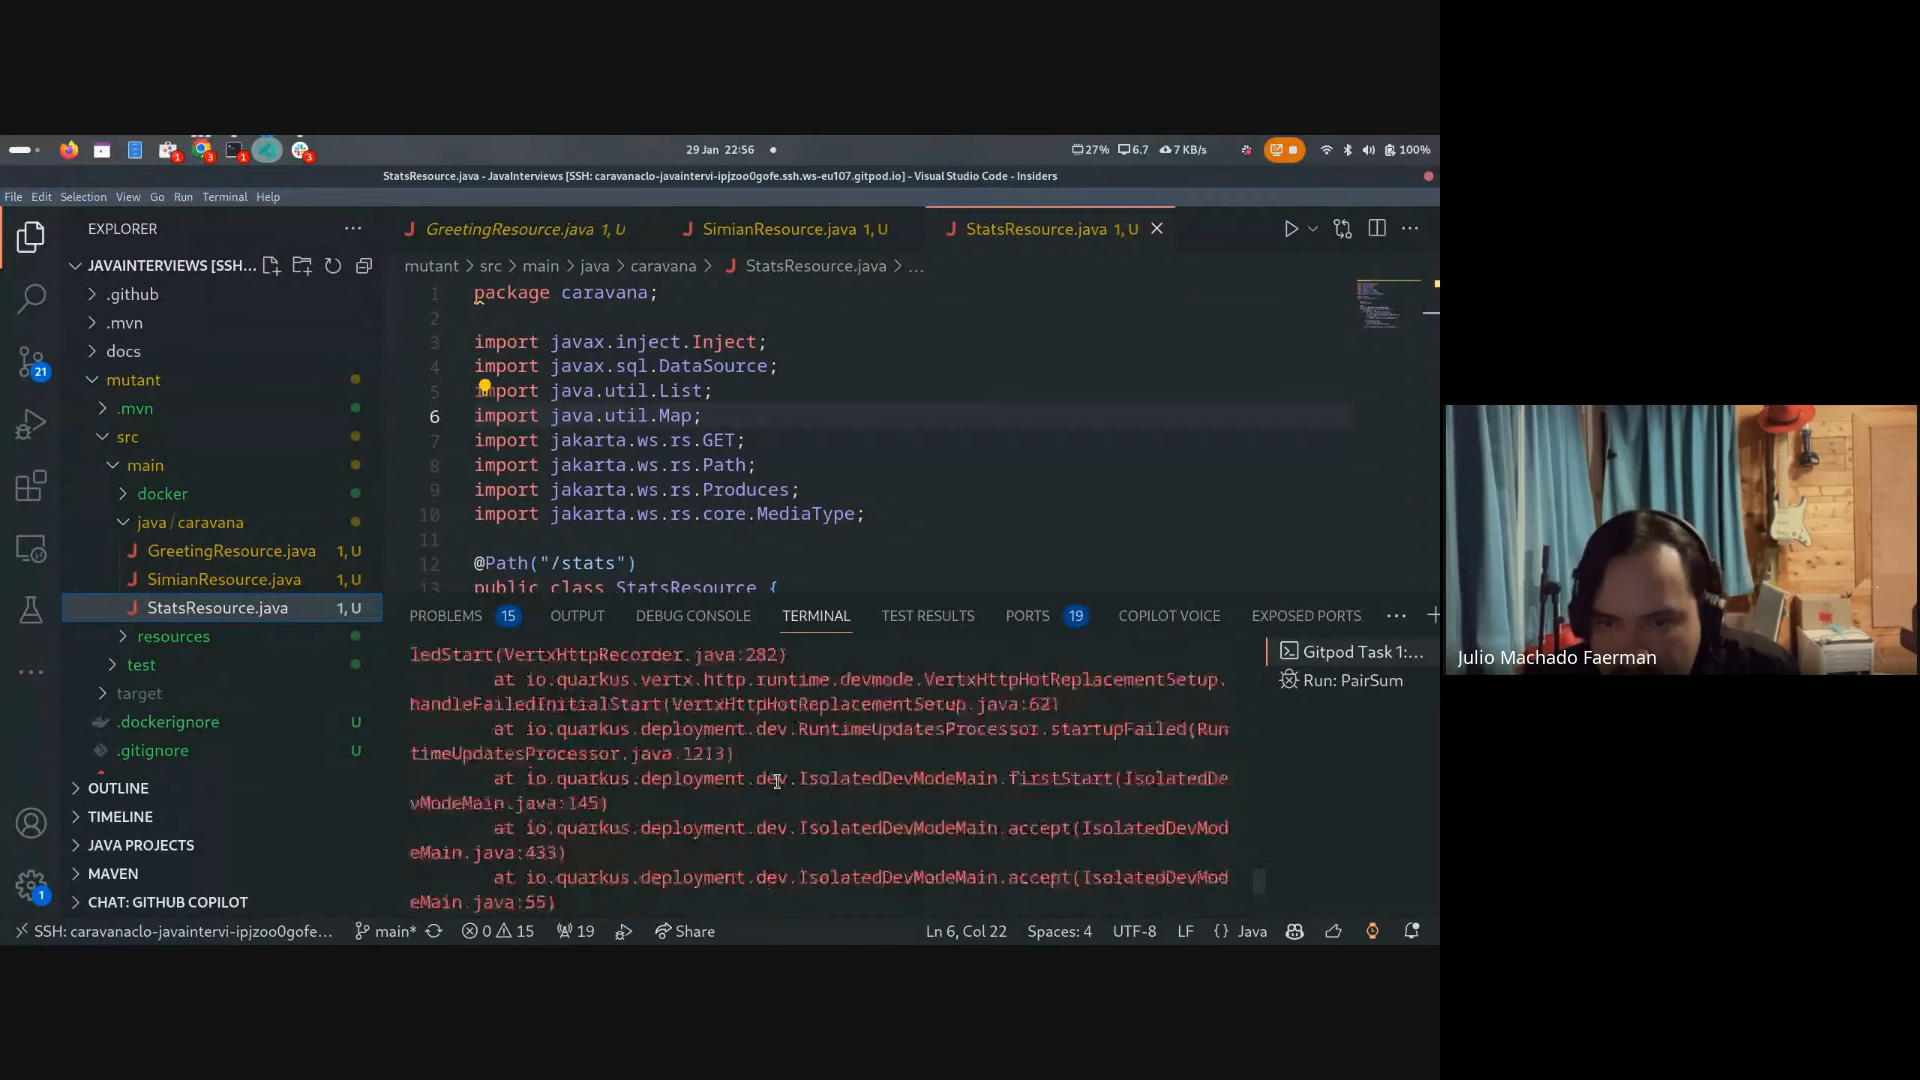 29 Jan 22:56
27% 6.7 7 KB/s 100%
StatsResource.java - JavaInterviews [SSH: caravanaclo-javaintervi-ipjzoo0gofe.ssh.ws-eu107.gitpod.io] - Visual Studio Code - Insiders
File Edit Selection View Go Run Terminal Help
EXPLORER
GreetingResource.java 1, U
SimianResource.java 1, U
StatsResource.java 1, U
JAVAINTERVIEWS [SSH...
.github
.mvn
docs
mutant
.mvn
src
main
docker
java / caravana
GreetingResource.java 1, U
SimianResource.java 1, U
StatsResource.java 1, U
resources
test
target
.dockerignore U
.gitignore U
OUTLINE
TIMELINE
JAVA PROJECTS
MAVEN
CHAT: GITHUB COPILOT
21
1
mutant > src > main > java > caravana > StatsResource.java > ...
1 package caravana;
2
3 import javax.inject.Inject;
4 import javax.sql.DataSource;
5 import java.util.List;
6 import java.util.Map;
7 import jakarta.ws.rs.GET;
8 import jakarta.ws.rs.Path;
9 import jakarta.ws.rs.Produces;
10 import jakarta.ws.rs.core.MediaType;
11
12 @Path("/stats")
13 public class StatsResource {
PROBLEMS 15 OUTPUT DEBUG CONSOLE TERMINAL TEST RESULTS PORTS 19 COPILOT VOICE EXPOSED PORTS
ledStart(VertxHttpRecorder.java:282)
at io.quarkus.vertx.http.runtime.devmode.VertxHttpHotReplacementSetup.
handleFailedInitialStart(VertxHttpHotReplacementSetup.java:62)
at io.quarkus.deployment.dev.RuntimeUpdatesProcessor.startupFailed(Run
timeUpdatesProcessor.java:1213)
at io.quarkus.deployment.dev.IsolatedDevModeMain.firstStart(IsolatedDe
vModeMain.java:145)
at io.quarkus.deployment.dev.IsolatedDevModeMain.accept(IsolatedDevMod
eMain.java:433)
at io.quarkus.deployment.dev.IsolatedDevModeMain.accept(IsolatedDevMod
eMain.java:55)
Gitpod Task 1:...
Run: PairSum
SSH: caravanaclo-javaintervi-ipjzoo0gofe... main* 0 15 19 Share Ln 6, Col 22 Spaces: 4 UTF-8 LF {} Java
Julio Machado Faerman